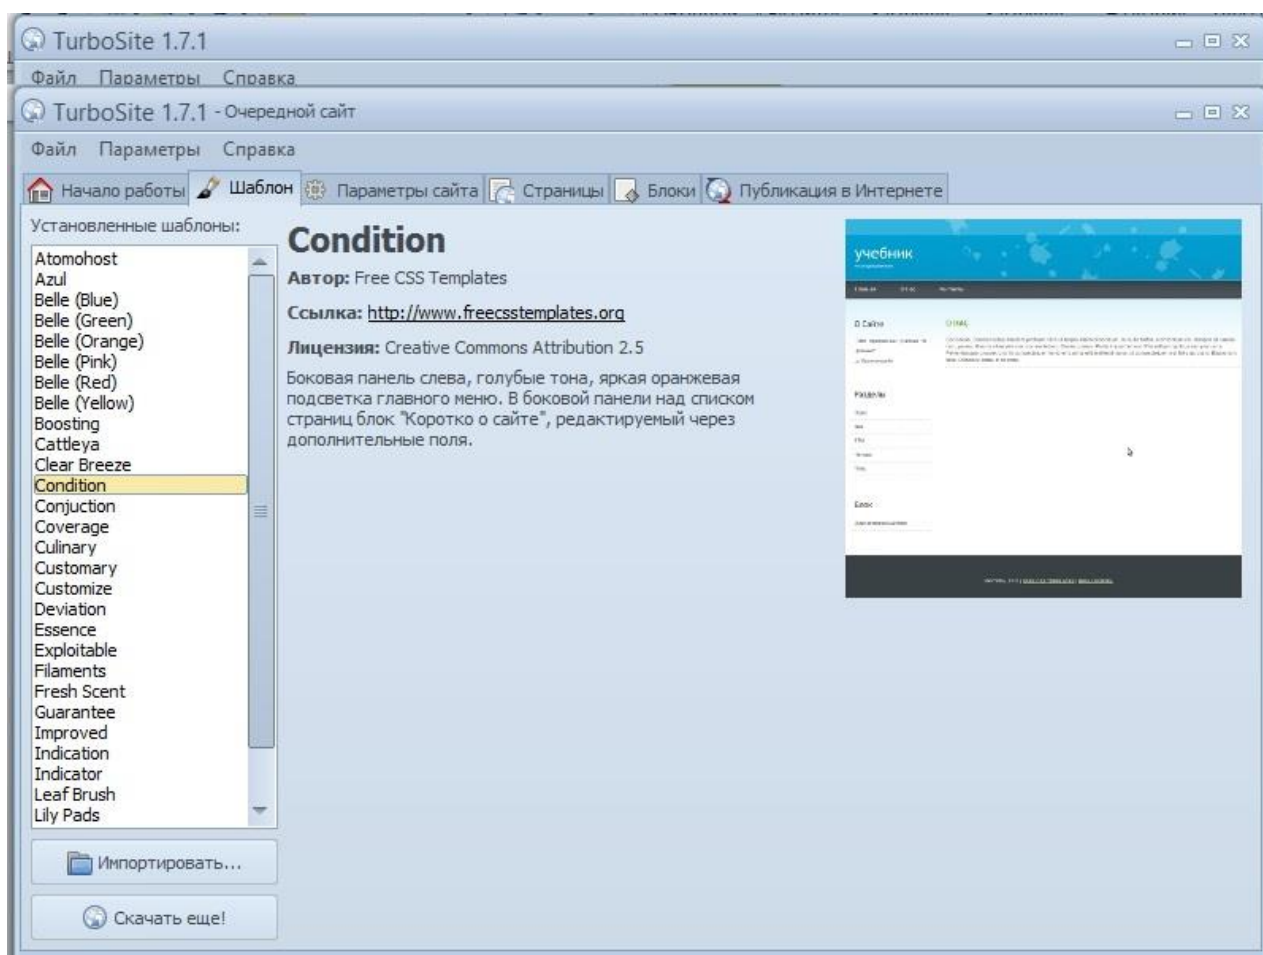 TurboSite 1.7.1
Файл Параметры Справка
TurboSite 1.7.1 - Очередной сайт
Файл Параметры Справка
Начало работы Шаблон Параметры сайта Страницы Блоки Публикация в Интернете
Установленные шаблоны:
Atomohost
Azul
Belle (Blue)
Belle (Green)
Belle (Orange)
Belle (Pink)
Belle (Red)
Belle (Yellow)
Boosting
Cattleya
Clear Breeze
Condition
Conjuction
Coverage
Culinary
Customary
Customize
Deviation
Essence
Exploitable
Filaments
Fresh Scent
Guarantee
Improved
Indication
Indicator
Leaf Brush
Lily Pads
Импортировать...
Скачать еще!
Condition
Автор: Free CSS Templates
Ссылка: http://www.freecsstemplates.org
Лицензия: Creative Commons Attribution 2.5
Боковая панель слева, голубые тона, яркая оранжевая
подсветка главного меню. В боковой панели над списком
страниц блок "Коротко о сайте", редактируемый через
дополнительные поля.
учебник
О Сайте
Разделы
Блок